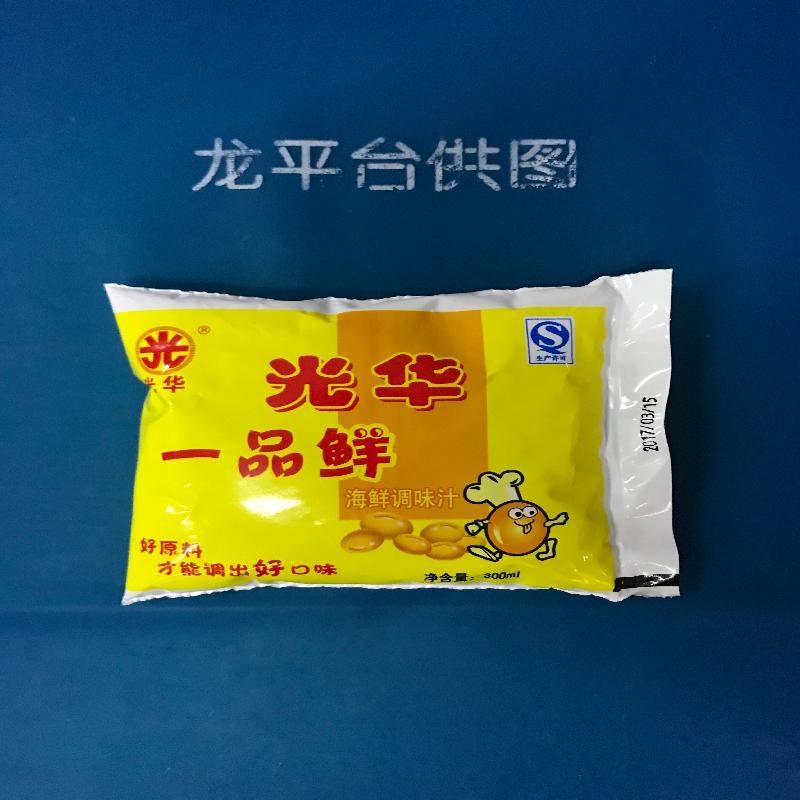 龙平台供图
光
®
光华
光华
一品鲜
海鲜调味汁
好原料
才能调出好口味
净含量：300ml
S
生产许可
2017/03/15